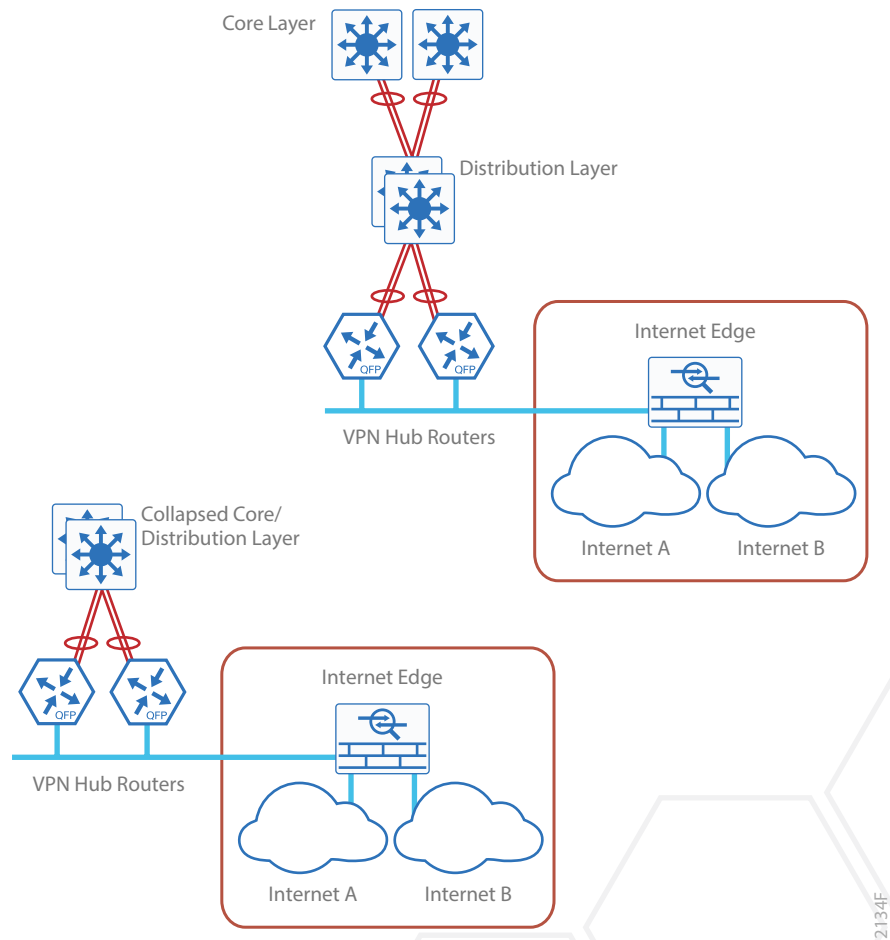 Core Layer
Distribution Layer
QFP
QFP
Internet Edge
VPN Hub Routers
Internet A
Internet B
Collapsed Core/
Distribution Layer
QFP
QFP
Internet Edge
VPN Hub Routers
Internet A
Internet B
2134F